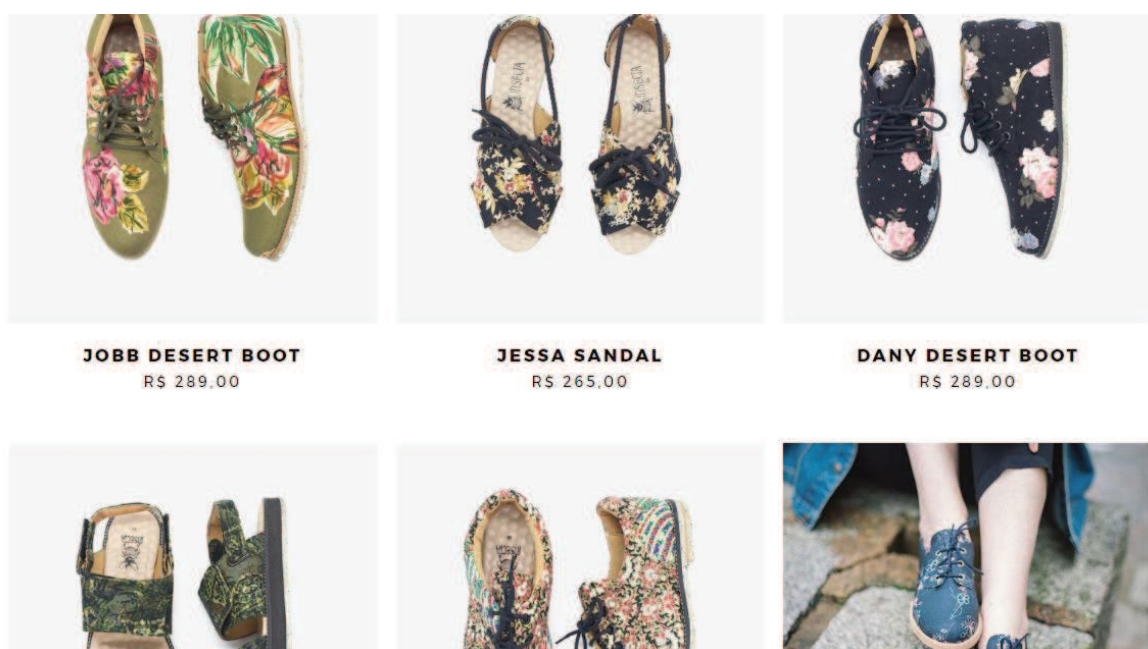 JOBB DESERT BOOT
R$ 289,00
JESSA SANDAL
R$ 265,00
DANY DESERT BOOT
R$ 289,00